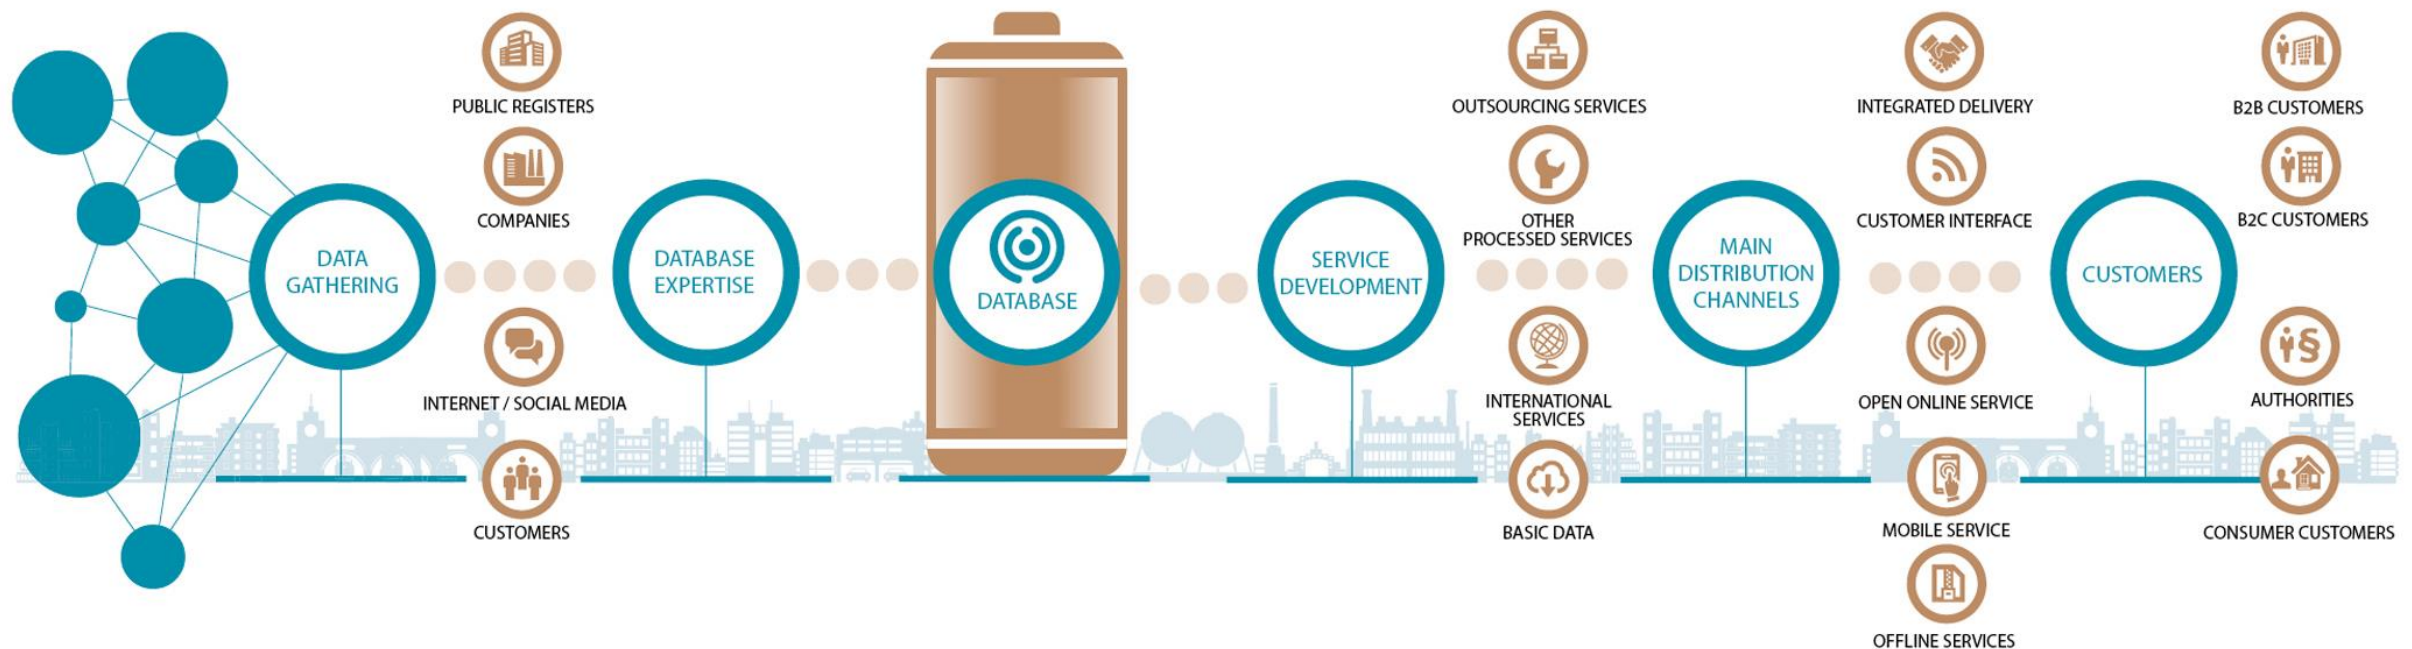 PUBLIC REGISTERS
COMPANIES
DATA
GATHERING
INTERNET / SOCIAL MEDIA
CUSTOMERS
DATABASE
EXPERTISE
DATABASE
SERVICE
DEVELOPMENT
OUTSOURCING SERVICES
OTHER
PROCESSED SERVICES
INTERNATIONAL
SERVICES
BASIC DATA
MAIN
DISTRIBUTION
CHANNELS
INTEGRATED DELIVERY
CUSTOMER INTERFACE
OPEN ONLINE SERVICE
MOBILE SERVICE
OFFLINE SERVICES
CUSTOMERS
B2B CUSTOMERS
B2C CUSTOMERS
§
AUTHORITIES
CONSUMER CUSTOMERS